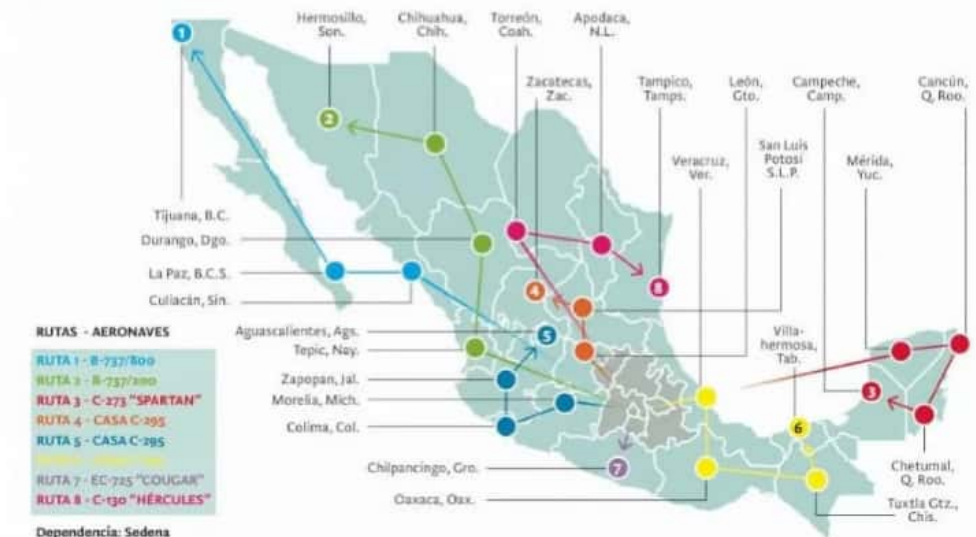 Hermosillo,
Son.
Chihuahua,
Chih.
Torreón,
Coah.
Apodaca,
N.L.
Zacatecas,
Zac.
Tampico,
Tamps.
León,
Gto.
Campeche,
Camp.
Cancún,
Q. Roo.
San Luis
Potosí
S.L.P.
Veracruz,
Ver.
Mérida,
Yuc.
1
2
Tijuana, B.C.
Durango, Dgo.
La Paz, B.C.S.
Culiacán, Sin.
4
8
RUTAS - AERONAVES
RUTA 1 - B-737/800
RUTA 2 - B-737/200
RUTA 3 - C-273 "SPARTAN"
RUTA 4 - CASA C-295
RUTA 5 - CASA C-295
RUTA 7 - EC-725 "COUGAR"
RUTA 8 - C-130 "HÉRCULES"
Dependencia: Sedena
Aguascalientes, Ags.
5
Tepic, Nay.
Zapopan, Jal.
Morelia, Mich.
Colima, Col.
Villa-
hermosa,
Tab.
3
6
Chilpancingo, Gro.
7
Oaxaca, Oax.
Chetumal,
Q. Roo.
Tuxtla Gtz.,
Chis.